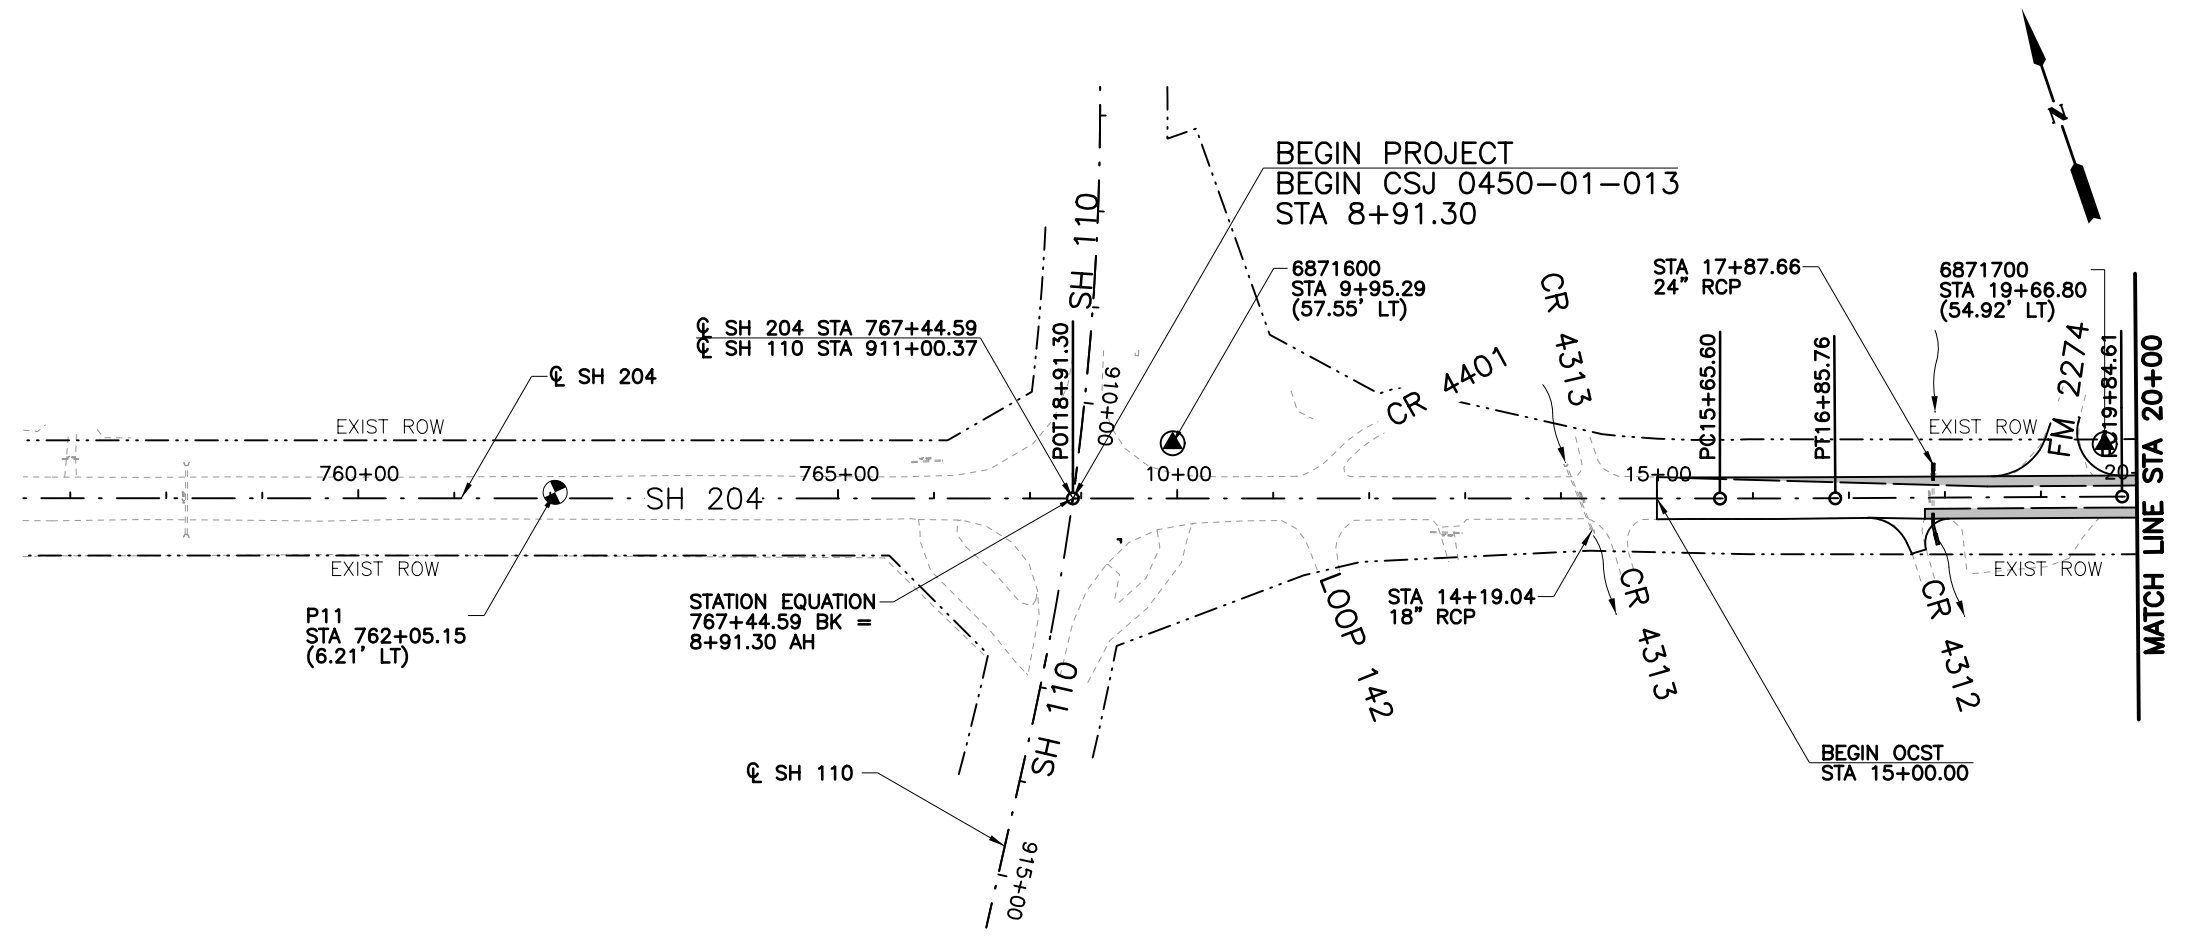 N
BEGIN PROJECT
BEGIN CSJ 0450-01-013
STA 8+91.30
SH 110
6871600
STA 9+95.29
(57.55' LT)
STA 17+87.66
24" RCP
6871700
STA 19+66.80
(54.92' LT)
CR 4313
℄ SH 204 STA 767+44.59
℄ SH 110 STA 911+00.37
POT18+91.30
910+00
CR 4401
PC15+65.60
PT16+85.76
FM 2274
19+84.61
MATCH LINE STA 20+00
℄ SH 204
EXIST ROW
EXIST ROW
760+00
765+00
10+00
15+00
20
SH 204
EXIST ROW
EXIST ROW
P11
STA 762+05.15
(6.21' LT)
STATION EQUATION
767+44.59 BK =
8+91.30 AH
LOOP 142
STA 14+19.04
18" RCP
CR 4313
CR 4312
SH 110
℄ SH 110
BEGIN OCST
STA 15+00.00
915+00